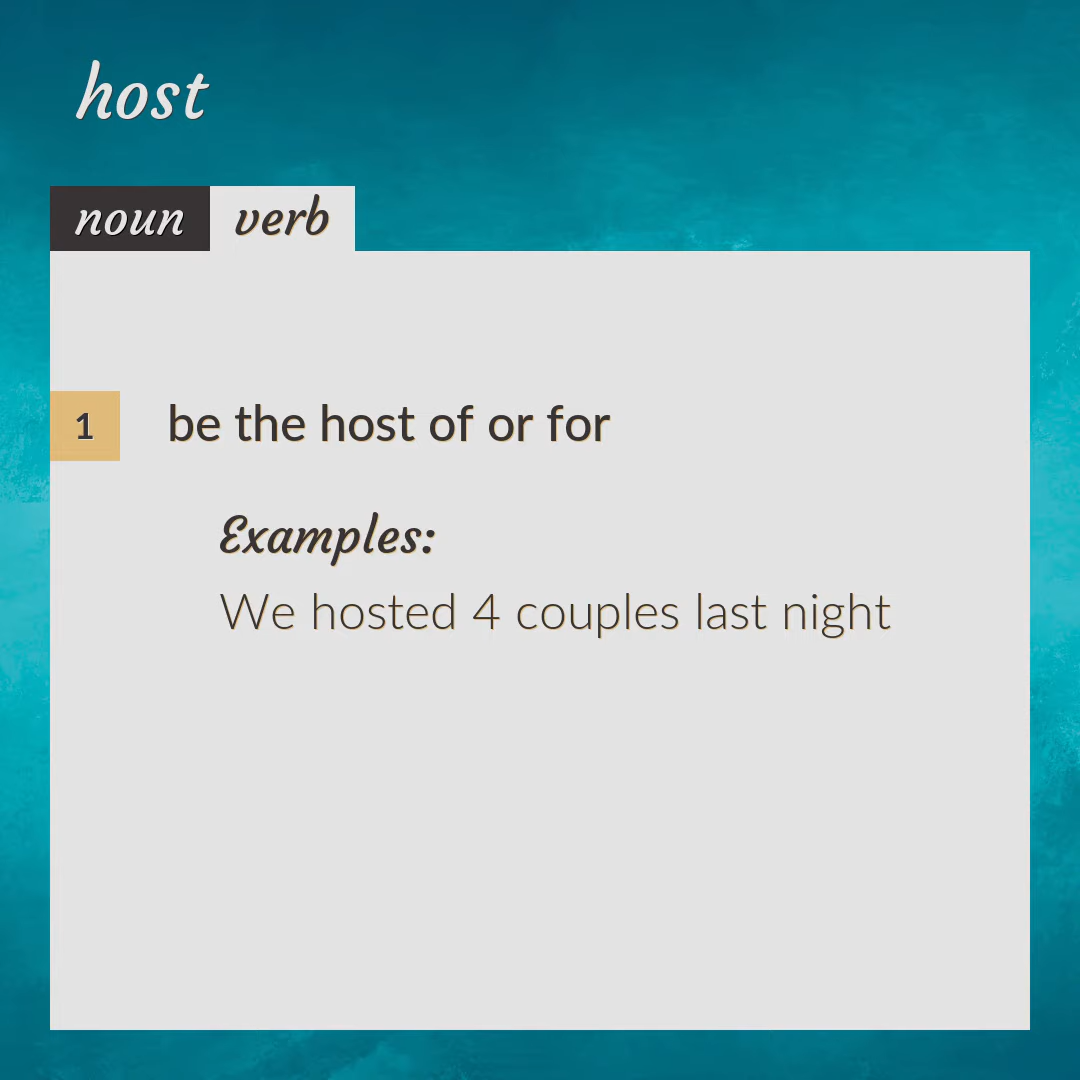 host
noun verb
1 be the host of or for
Examples:
We hosted 4 couples last night